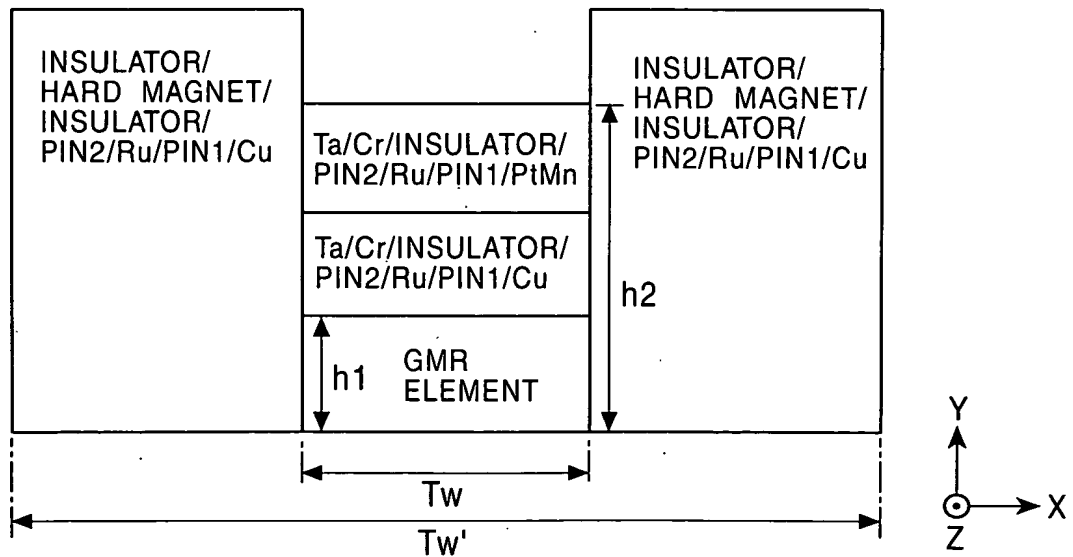 INSULATOR/
HARD MAGNET/
INSULATOR/
PIN2/Ru/PIN1/Cu
Ta/Cr/INSULATOR/
PIN2/Ru/PIN1/PtMn
Ta/Cr/INSULATOR/
PIN2/Ru/PIN1/Cu
h1
GMR
ELEMENT
h2
INSULATOR/
HARD MAGNET/
INSULATOR/
PIN2/Ru/PIN1/Cu
Tw
Tw'
Y
X
Z